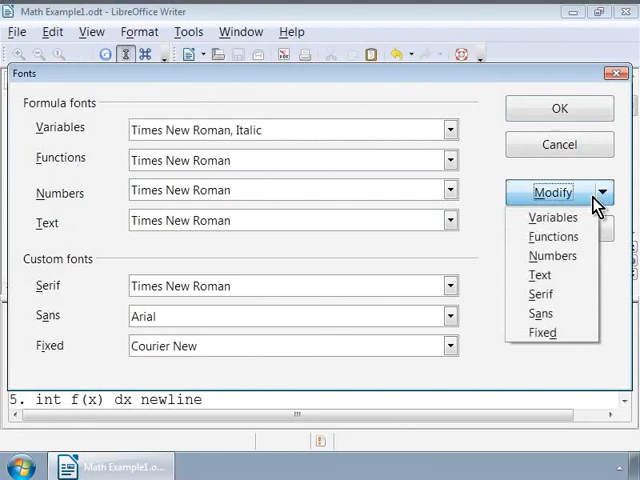 Math Example1.odt - LibreOffice Writer
File Edit View Format Tools Window Help
Fonts
Formula fonts
Variables Times New Roman, Italic
Functions Times New Roman
Numbers Times New Roman
Text Times New Roman
Custom fonts
Serif Times New Roman
Sans Arial
Fixed Courier New
OK
Cancel
Modify
Variables
Functions
Numbers
Text
Serif
Sans
Fixed
5. int f(x) dx newline
Math Example1.o...